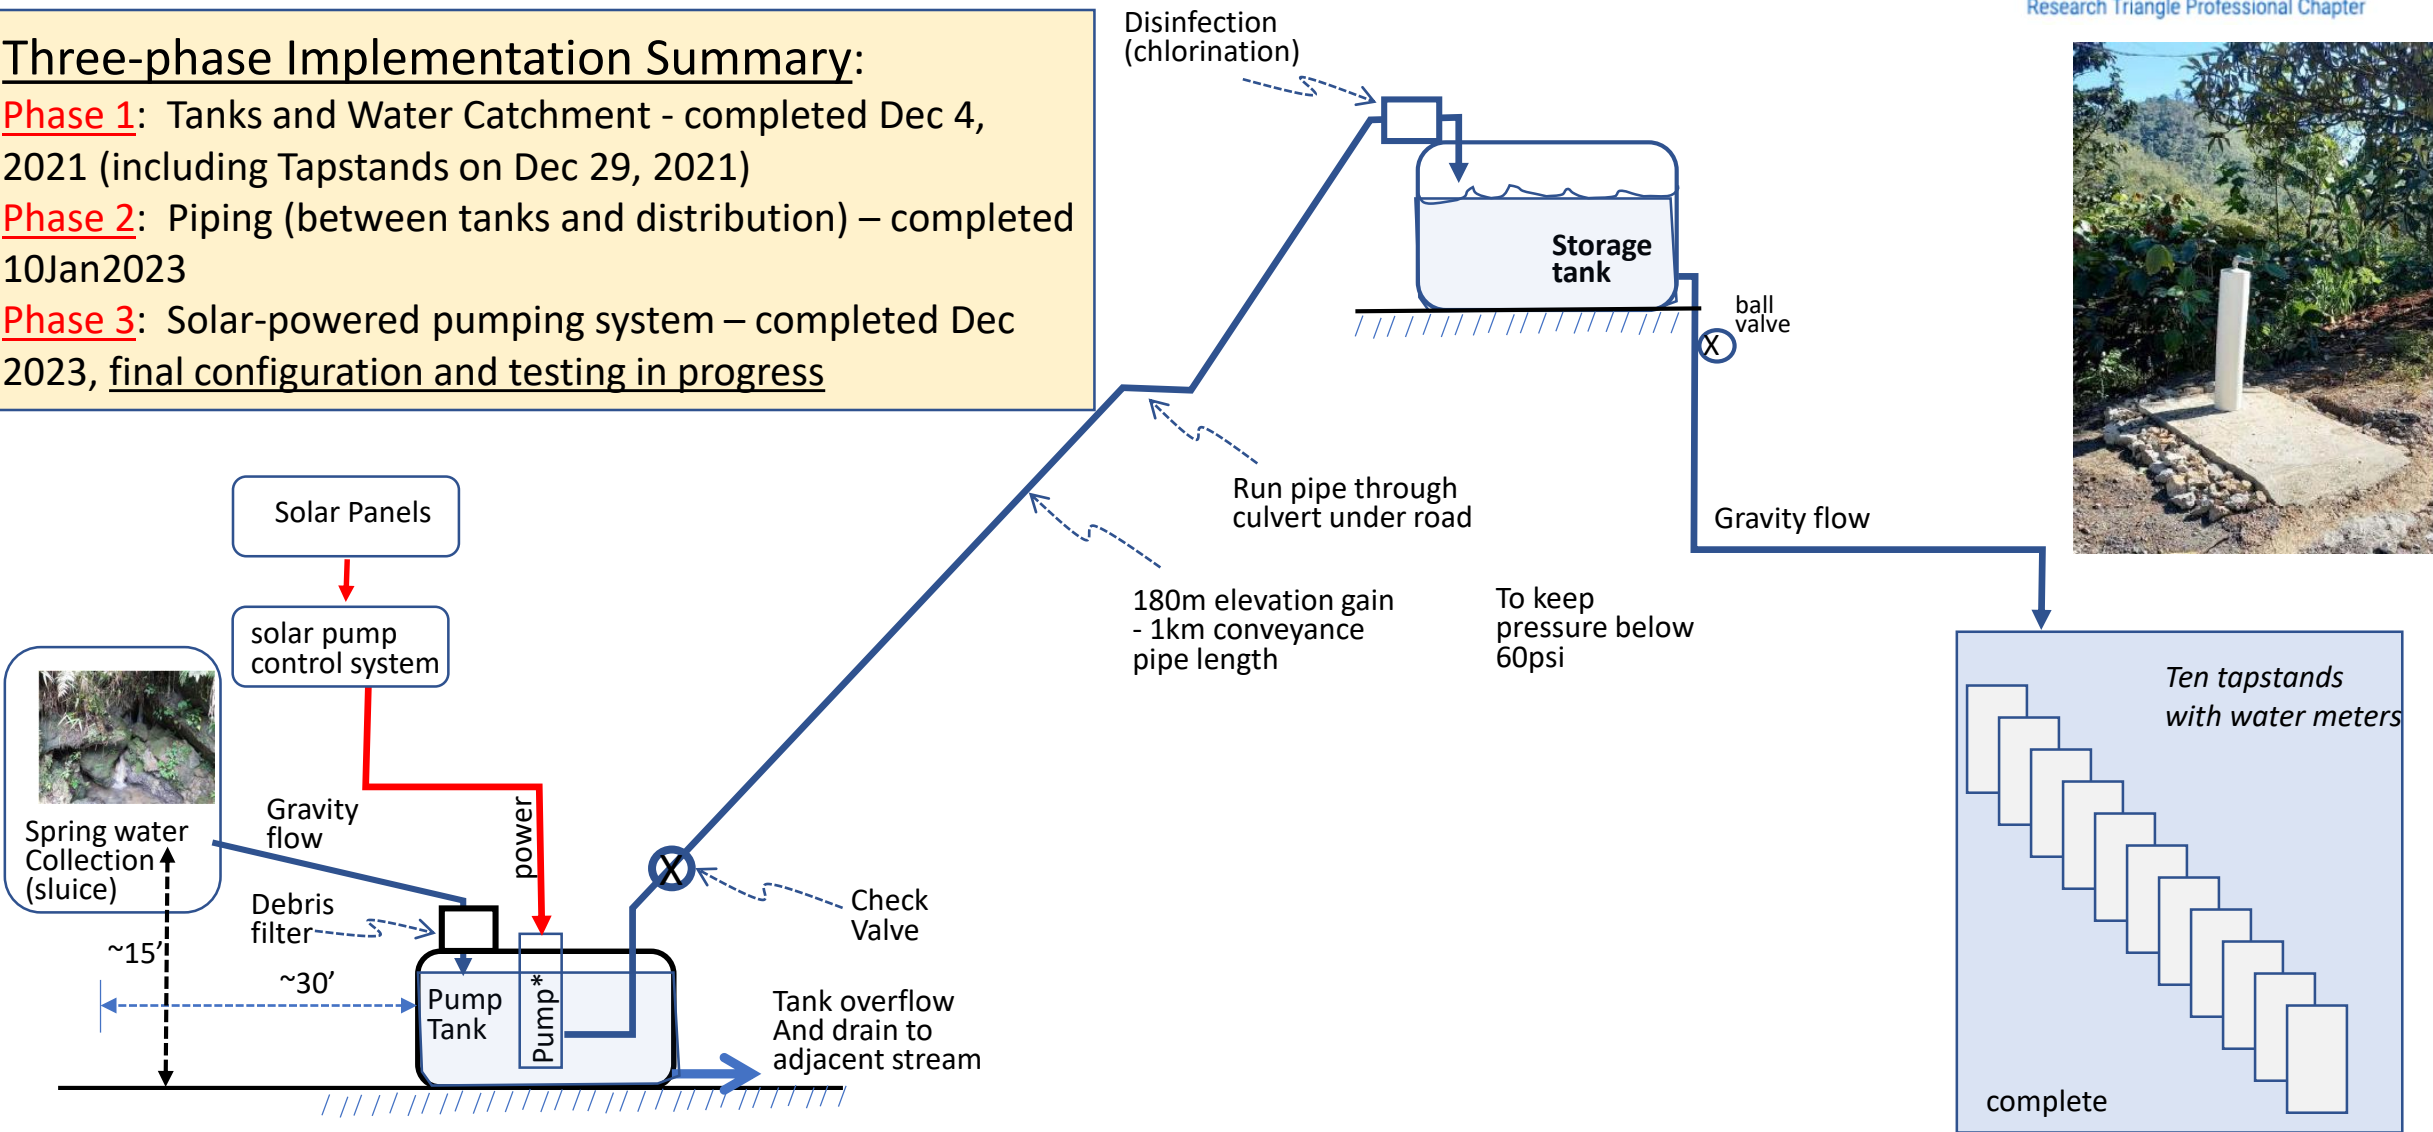 Research Triangle Professional Chapter
Three-phase Implementation Summary:
Phase 1:  Tanks and Water Catchment - completed Dec 4,
2021 (including Tapstands on Dec 29, 2021)
Phase 2:  Piping (between tanks and distribution) – completed
10Jan2023
Phase 3:  Solar-powered pumping system – completed Dec
2023, final configuration and testing in progress
Disinfection
(chlorination)
Storage
tank
ball
valve
X
Run pipe through
culvert under road
Gravity flow
180m elevation gain
- 1km conveyance
pipe length
To keep
pressure below
60psi
Solar Panels
solar pump
control system
power
Spring water
Collection
(sluice)
Gravity
flow
Debris
filter
~15’
~30’
X
Check
Valve
Pump
Tank
Pump*
Tank overflow
And drain to
adjacent stream
Ten tapstands
with water meters
complete